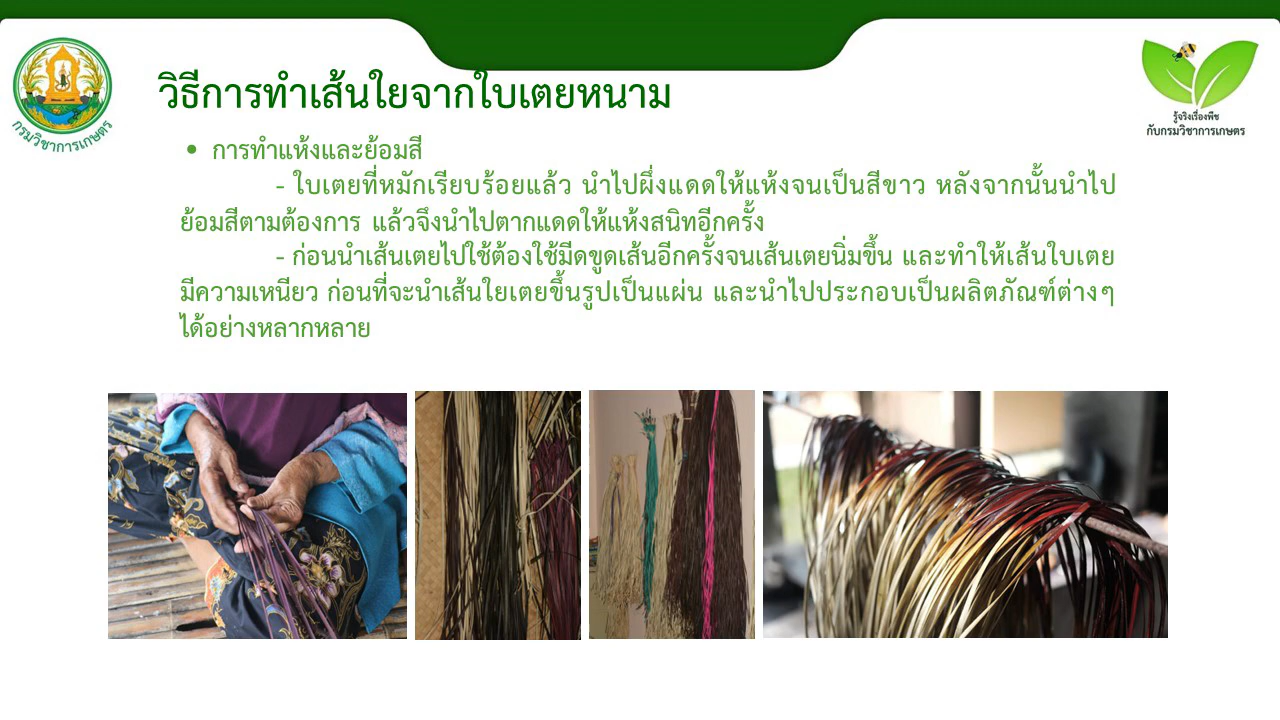 วิธีการทำเส้นใยจากใบเตยหนาม
กรมวิชาการเกษตร
รู้จริงเรื่องพืช
กับกรมวิชาการเกษตร
• การทำแห้งและย้อมสี
- ใบเตยที่หมักเรียบร้อยแล้ว นำไปผึ่งแดดให้แห้งจนเป็นสีขาว หลังจากนั้นนำไป
ย้อมสีตามต้องการ แล้วจึงนำไปตากแดดให้แห้งสนิทอีกครั้ง
- ก่อนนำเส้นเตยไปใช้ต้องใช้มีดขูดเส้นอีกครั้งจนเส้นเตยนิ่มขึ้น และทำให้เส้นใบเตย
มีความเหนียว ก่อนที่จะนำเส้นใยเตยขึ้นรูปเป็นแผ่น และนำไปประกอบเป็นผลิตภัณฑ์ต่างๆ
ได้อย่างหลากหลาย